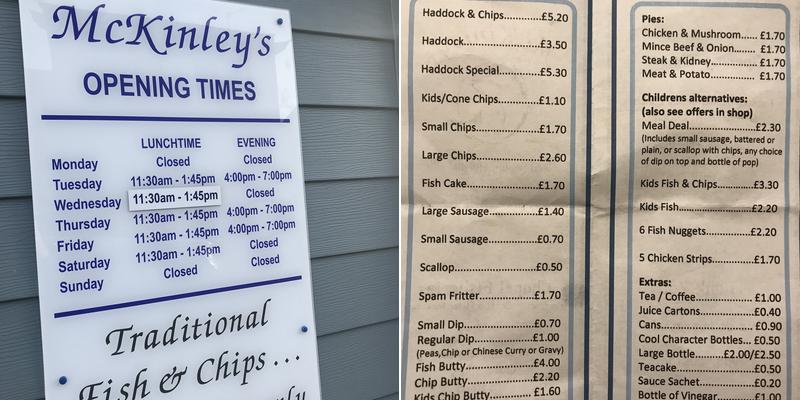 McKinley's
OPENING TIMES
LUNCHTIME EVENING
Monday Closed Closed
Tuesday 11:30am - 1:45pm 4:00pm - 7:00pm
Wednesday 11:30am - 1:45pm Closed
Thursday 11:30am - 1:45pm 4:00pm - 7:00pm
Friday 11:30am - 1:45pm 4:00pm - 7:00pm
Saturday 11:30am - 1:45pm Closed
Sunday Closed Closed
Traditional
Fish & Chips ...
Haddock & Chips.............£5.20
Haddock.........................£3.50
Haddock Special..............£5.30
Kids/Cone Chips..............£1.10
Small Chips.....................£1.70
Large Chips.....................£2.60
Fish Cake........................£1.70
Large Sausage.................£1.40
Small Sausage.................£0.70
Scallop............................£0.50
Spam Fritter....................£1.70
Small Dip........................£0.70
Regular Dip.....................£1.00
(Peas,Chip or Chinese Curry or Gravy)
Fish Butty.......................£4.00
Chip Butty.......................£2.20
Kids Chip Butty...............£1.60
Pies:
Chicken & Mushroom..... £1.70
Mince Beef & Onion....... £1.70
Steak & Kidney................ £1.70
Meat & Potato................. £1.70
Childrens alternatives:
(also see offers in shop)
Meal Deal......................£2.30
(Includes small sausage, battered or
plain, or scallop with chips, any choice
of dip on top and bottle of pop)
Kids Fish & Chips............£3.30
Kids Fish.........................£2.20
6 Fish Nuggets................£2.20
5 Chicken Strips..............£1.70
Extras:
Tea / Coffee.....................£1.00
Juice Cartons...................£0.40
Cans................................£0.90
Cool Character Bottles... £0.50
Large Bottle...........£2.00/£2.50
Teacake...........................£0.50
Sauce Sachet...................£0.20
Bottle of Vinegar.............£1.00